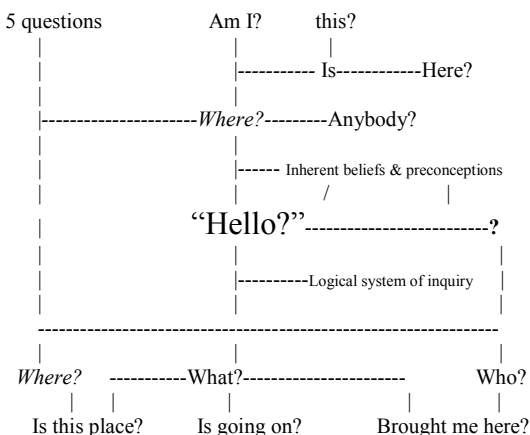 5 questions Am I? this?
Is Here?
Where? Anybody?
Inherent beliefs & preconceptions
“Hello?” ?
Logical system of inquiry
Where? What? Who?
Is this place? Is going on? Brought me here?